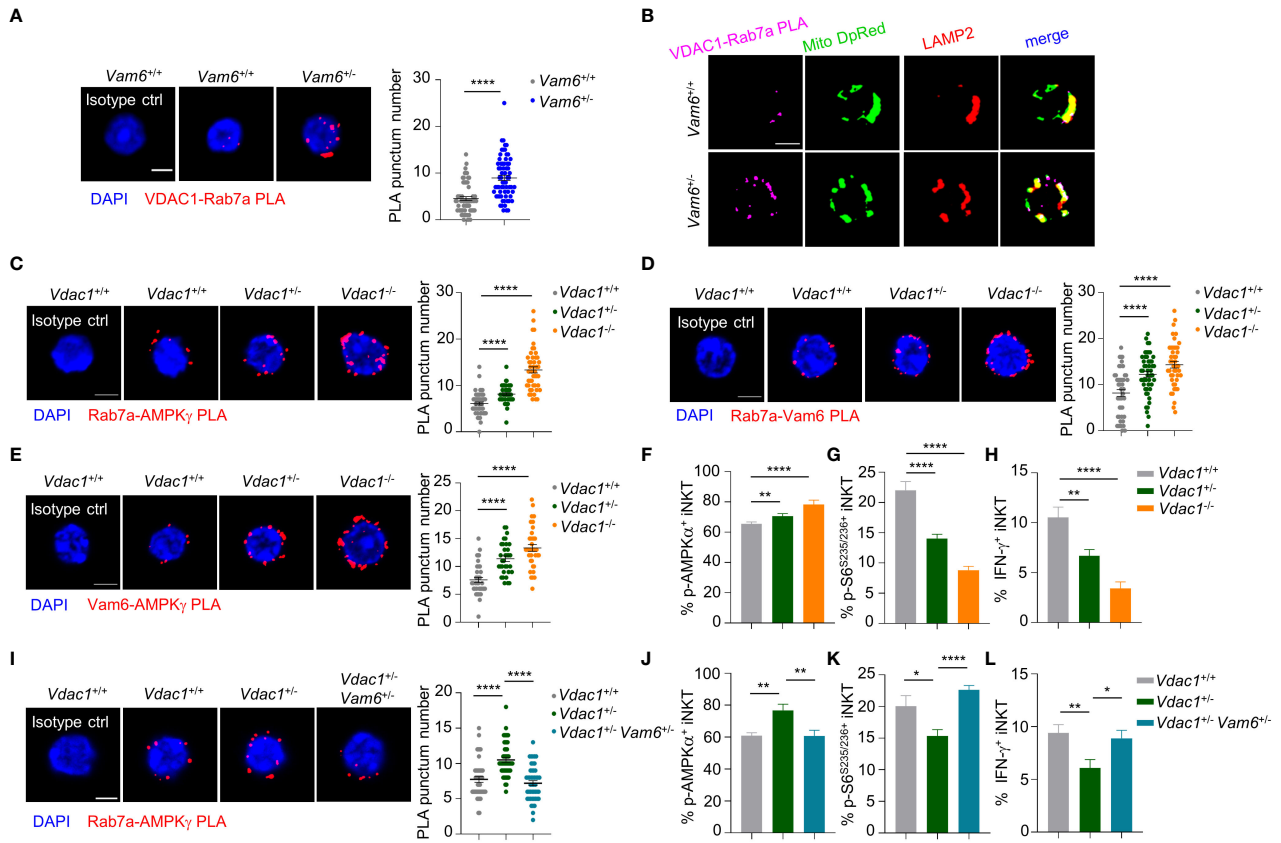 A
Vam6+/+
Vam6+/+
Vam6+/-
Isotype ctrl
DAPI VDAC1-Rab7a PLA
PLA punctum number
30
20
10
0
****
Vam6+/+
Vam6+/-
B
VDAC1-Rab7a PLA
Mito DpRed
LAMP2
merge
Vam6+/+
Vam6+/-
C
Vdac1+/+
Vdac1+/+
Vdac1+/-
Vdac1-/-
Isotype ctrl
DAPI Rab7a-AMPKγ PLA
PLA punctum number
30
20
10
0
****
****
Vdac1+/+
Vdac1+/-
Vdac1-/-
D
Vdac1+/+
Vdac1+/+
Vdac1+/-
Vdac1-/-
Isotype ctrl
DAPI Rab7a-Vam6 PLA
PLA punctum number
30
20
10
0
****
****
Vdac1+/+
Vdac1+/-
Vdac1-/-
E
Vdac1+/+
Vdac1+/+
Vdac1+/-
Vdac1-/-
Isotype ctrl
DAPI Vam6-AMPKγ PLA
PLA punctum number
25
20
15
10
5
0
****
****
Vdac1+/+
Vdac1+/-
Vdac1-/-
F
% p-AMPKα+ iNKT
100
80
60
40
20
0
****
**
G
% p-S6S235/236+ iNKT
25
20
15
10
5
0
****
****
H
% IFN-γ+ iNKT
15
10
5
0
****
**
Vdac1+/+
Vdac1+/-
Vdac1-/-
I
Vdac1+/+
Vdac1+/+
Vdac1+/-
Vdac1+/-
Vam6+/-
Isotype ctrl
DAPI Rab7a-AMPKγ PLA
PLA punctum number
20
15
10
5
0
****
****
Vdac1+/+
Vdac1+/-
Vdac1+/- Vam6+/-
J
% p-AMPKα+ iNKT
100
80
60
40
20
0
**
**
K
% p-S6S235/236+ iNKT
25
20
15
10
5
0
*
****
L
% IFN-γ+ iNKT
15
10
5
0
**
*
Vdac1+/+
Vdac1+/-
Vdac1+/- Vam6+/-